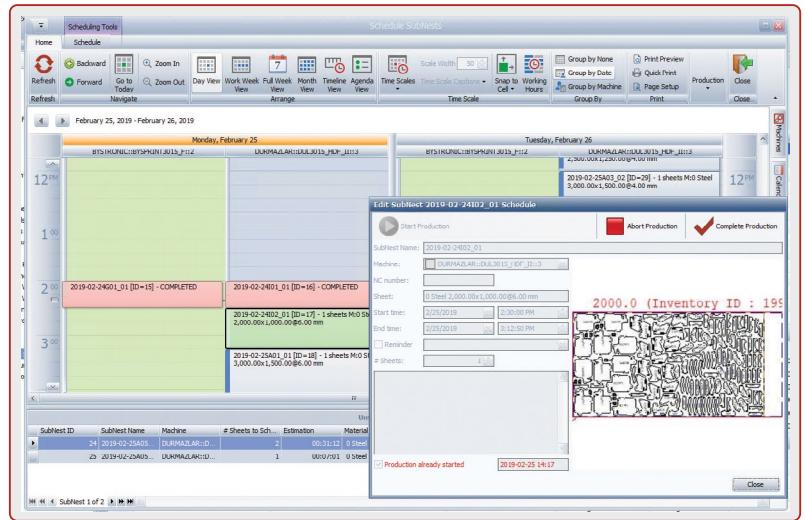 Scheduling Tools
Schedule SubNests
Home Schedule
Refresh
Backward
Forward
Go to Today
Zoom In
Zoom Out
Day View
Work Week View
Full Week View
Month View
Timeline View
Agenda View
Time Scales
Scale Width 50
Time Scale Captions
Snap to Cell
Working Hours
Group by None
Group by Date
Group by Machine
Print Preview
Quick Print
Page Setup
Production
Close
Refresh Navigate Arrange Time Scale Group By Print Close
February 25, 2019 - February 26, 2019
Machines
Monday, February 25 Tuesday, February 26
BYSTRONIC::BYSPRINT3015_F::2 DURMAZLAR::DUL3015_HDF_II::3 BYSTRONIC::BYSPRINT3015_F::2 DURMAZLAR::DUL3015_HDF_II::3
2,500.00x1,250.00@4.00 mm
12 PM
2019-02-25A03_02 [ID=29] - 1 sheets M:0 Steel
3,000.00x1,500.00@4.00 mm
12 PM
1 00
2 00
3 00
2019-02-24G01_01 [ID=15] - COMPLETED
2019-02-24I01_01 [ID=16] - COMPLETED
2019-02-24I02_01 [ID=17] - 1 sheets M:0 St
2,000.00x1,000.00@6.00 mm
2019-02-25A01_01 [ID=18] - 1 sheets M:0 St
3,000.00x1,500.00@6.00 mm
Edit SubNest 2019-02-24I02_01 Schedule
Start Production Abort Production Complete Production
SubNest Name: 2019-02-24I02_01
Machine: DURMAZLAR::DUL3015_HDF_II::3
NC number:
Sheet: 0 Steel 2,000.00x1,000.00@6.00 mm
Start time: 2/25/2019 2:30:00 PM
End time: 2/25/2019 3:12:50 PM
Reminder
# Sheets: 1
2000.0 (Inventory ID : 199
Production already started 2019-02-25 14:17
Close
SubNest ID SubNest Name Machine # Sheets to Sch... Estimation Material
24 2019-02-25A05... DURMAZLAR::D... 2 00:31:12 0 Steel
25 2019-02-25A05... DURMAZLAR::D... 1 00:07:01 0 Steel
SubNest 1 of 2